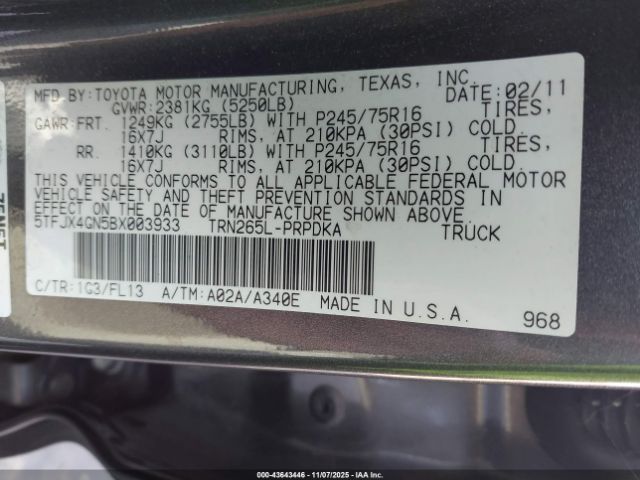 MFD BY:TOYOTA MOTOR MANUFACTURING, TEXAS, INC. DATE:02/11
GVWR:2381KG (5250LB)
GAWR:FRT. 1249KG (2755LB) WITH P245/75R16 TIRES,
16X7J RIMS, AT 210KPA (30PSI) COLD.
RR. 1410KG (3110LB) WITH P245/75R16 TIRES,
16X7J RIMS, AT 210KPA (30PSI) COLD.
THIS VEHICLE CONFORMS TO ALL APPLICABLE FEDERAL MOTOR
VEHICLE SAFETY AND THEFT PREVENTION STANDARDS IN
EFFECT ON THE DATE OF MANUFACTURE SHOWN ABOVE.
5TFJX4GN5BX003933 TRN265L-PRPDKA TRUCK
C/TR:1G3/FL13 A/TM:A02A/A340E MADE IN U.S.A. 968
000-43643446 - 11/07/2025 - IAAI.COM